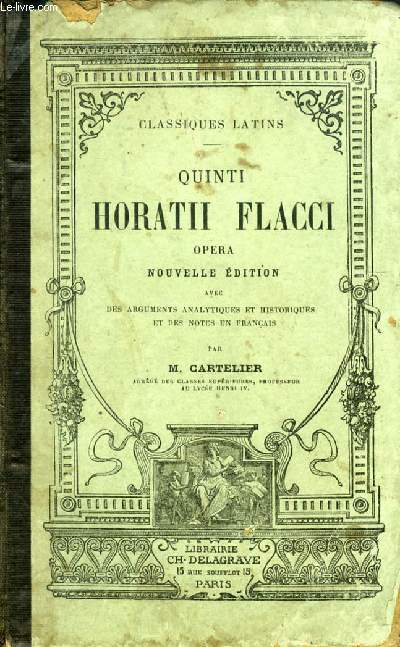 Le-livre.com
CLASSIQUES LATINS
QUINTI
HORATII FLACCI
OPERA
NOUVELLE ÉDITION
AVEC
DES ARGUMENTS ANALYTIQUES ET HISTORIQUES
ET DES NOTES EN FRANÇAIS
PAR
M. CARTELIER
AGRÉGÉ DES CLASSES SUPÉRIEURES, PROFESSEUR
AU LYCÉE HENRI IV.
LIBRAIRIE
CH. DELAGRAVE
15 RUE SOUFFLOT 15
PARIS